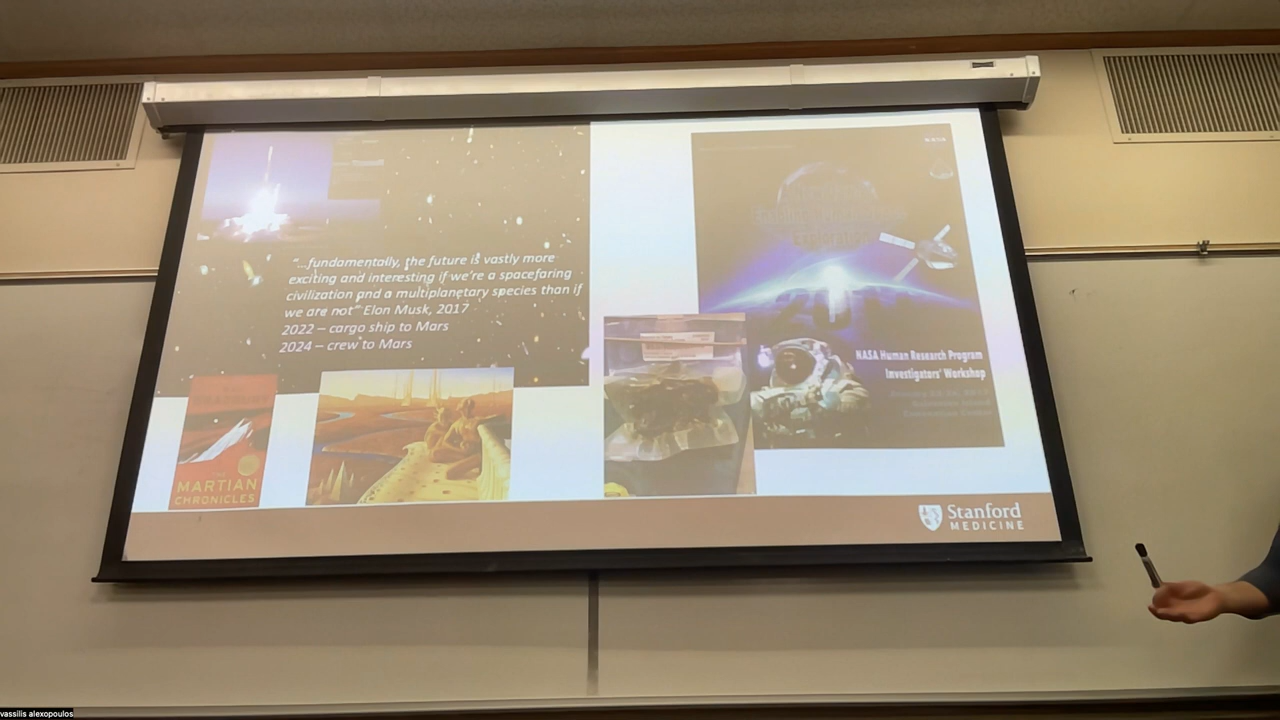 "...fundamentally, the future is vastly more
exciting and interesting if we're a spacefaring
civilization and a multiplanetary species than if
we are not" Elon Musk, 2017
2022 – cargo ship to Mars
2024 – crew to Mars
THE
MARTIAN
CHRONICLES
NASA Human Research Program
Investigators' Workshop
Stanford
MEDICINE
vassilis alexopoulos